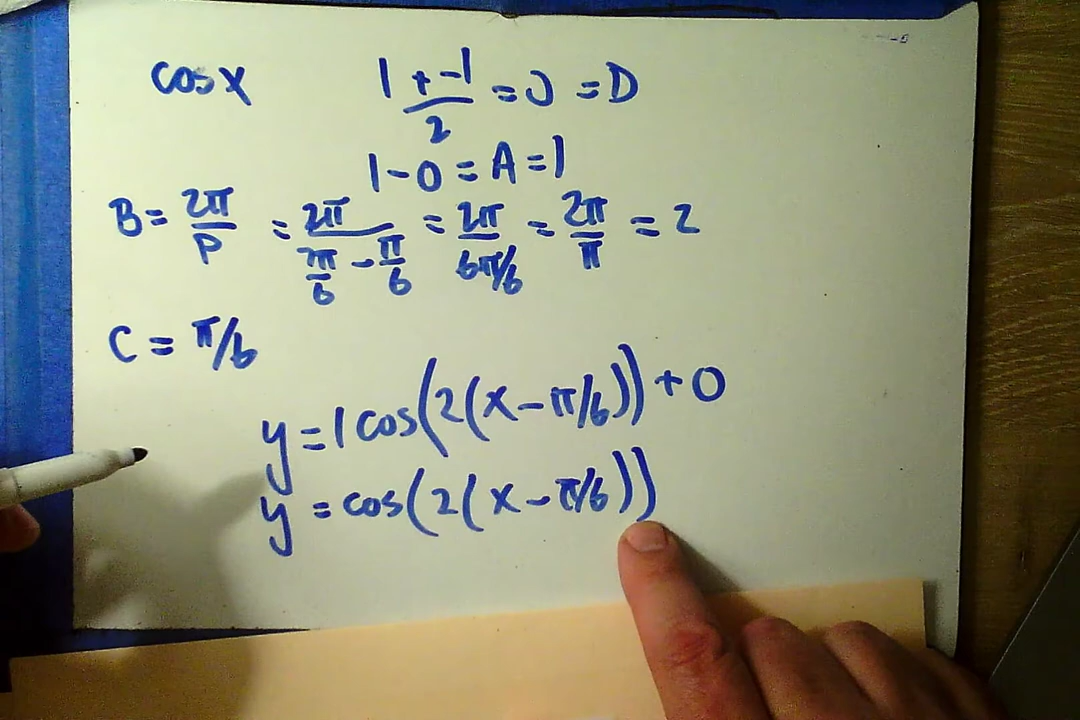 cos x
1 + -1 / 2 = 0 = D
1 - 0 = A = 1
B = 2π/P = 2π / (7π/6 - π/6) = 2π / (6π/6) = 2π/π = 2
C = π/6
y = 1 cos(2(x - π/6)) + 0
y = cos(2(x - π/6))